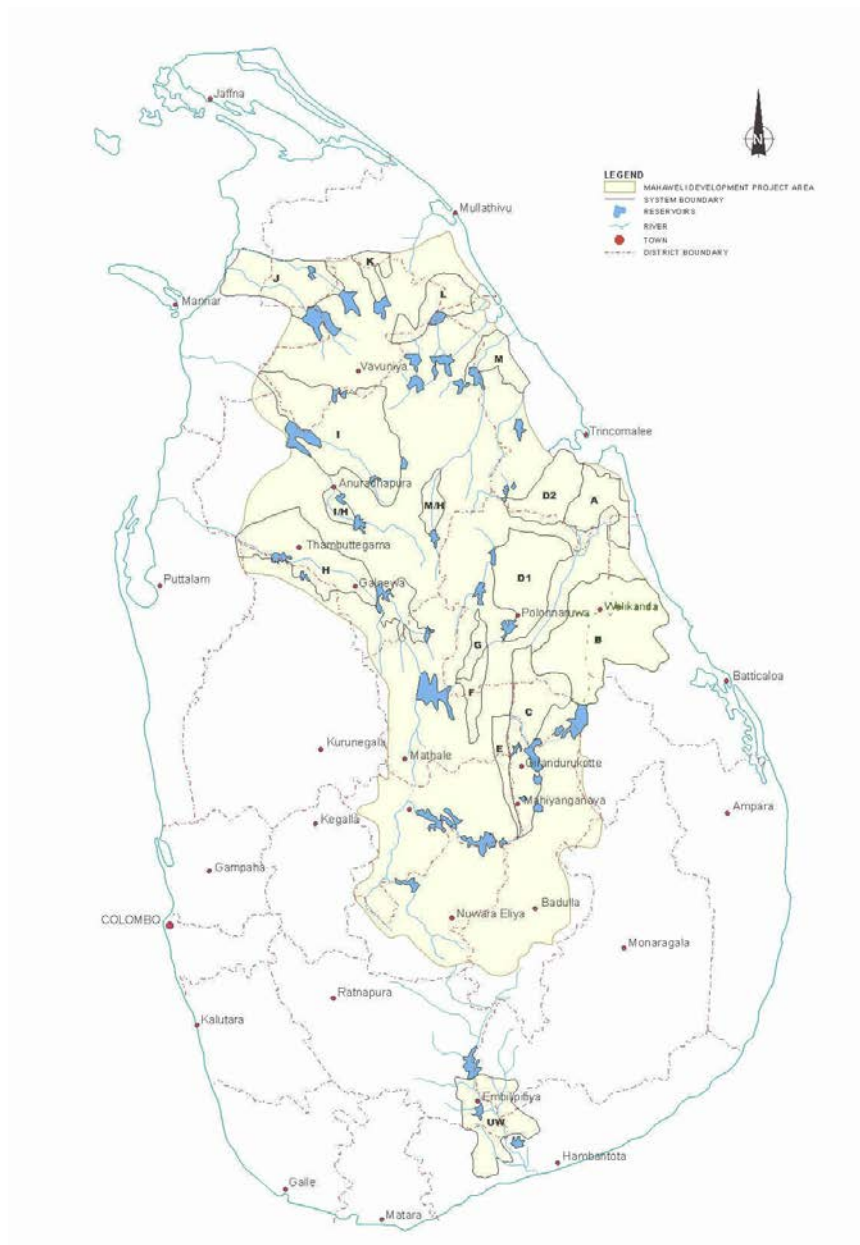 Jaffna
N
LEGEND
MAHAWELI DEVELOPMENT PROJECT AREA
SYSTEM BOUNDARY
RESERVOIRS
RIVER
TOWN
DISTRICT BOUNDARY
Mullathivu
K
J
L
Mannar
M
Vavuniya
I
Trincomalee
Anuradhapura
D2
A
I/H
M/H
Thambuttegama
H
D1
Puttalam
Galnewa
Polonnaruwa
Welikanda
G
B
Batticaloa
F
C
Kurunegala
E
Mathale
Girandurukotte
Mahiyanganaya
Ampara
Kegalla
Gampaha
Badulla
COLOMBO
Nuwara Eliya
Monaragala
Ratnapura
Kalutara
Embilipitiya
UW
Hambantota
Galle
Matara